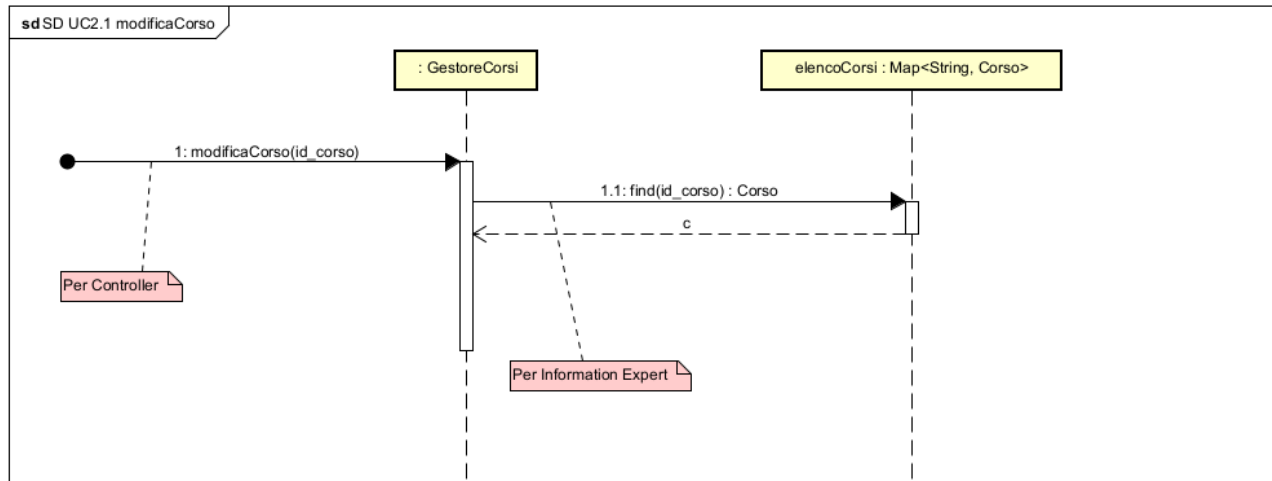 sd SD UC2.1 modificaCorso
: GestoreCorsi
elencoCorsi : Map<String, Corso>
1: modificaCorso(id_corso)
1.1: find(id_corso) : Corso
c
Per Controller
Per Information Expert